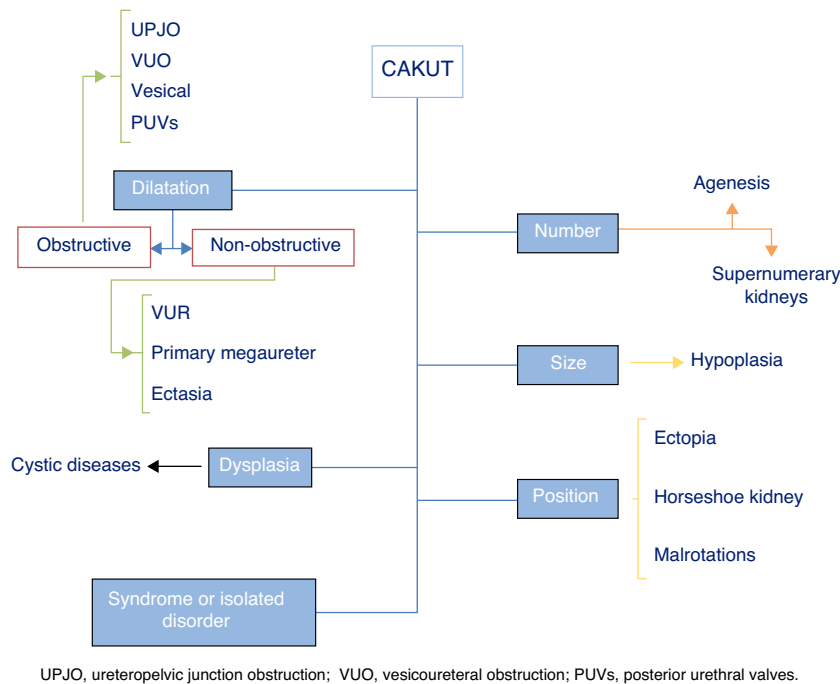 CAKUT
UPJO
VUO
Vesical
PUVs
Dilatation
Obstructive
Non-obstructive
VUR
Primary megaureter
Ectasia
Cystic diseases
Dysplasia
Syndrome or isolated
disorder
Number
Agenesis
Supernumerary
kidneys
Size
Hypoplasia
Position
Ectopia
Horseshoe kidney
Malrotations
UPJO, ureteropelvic junction obstruction; VUO, vesicoureteral obstruction; PUVs, posterior urethral valves.